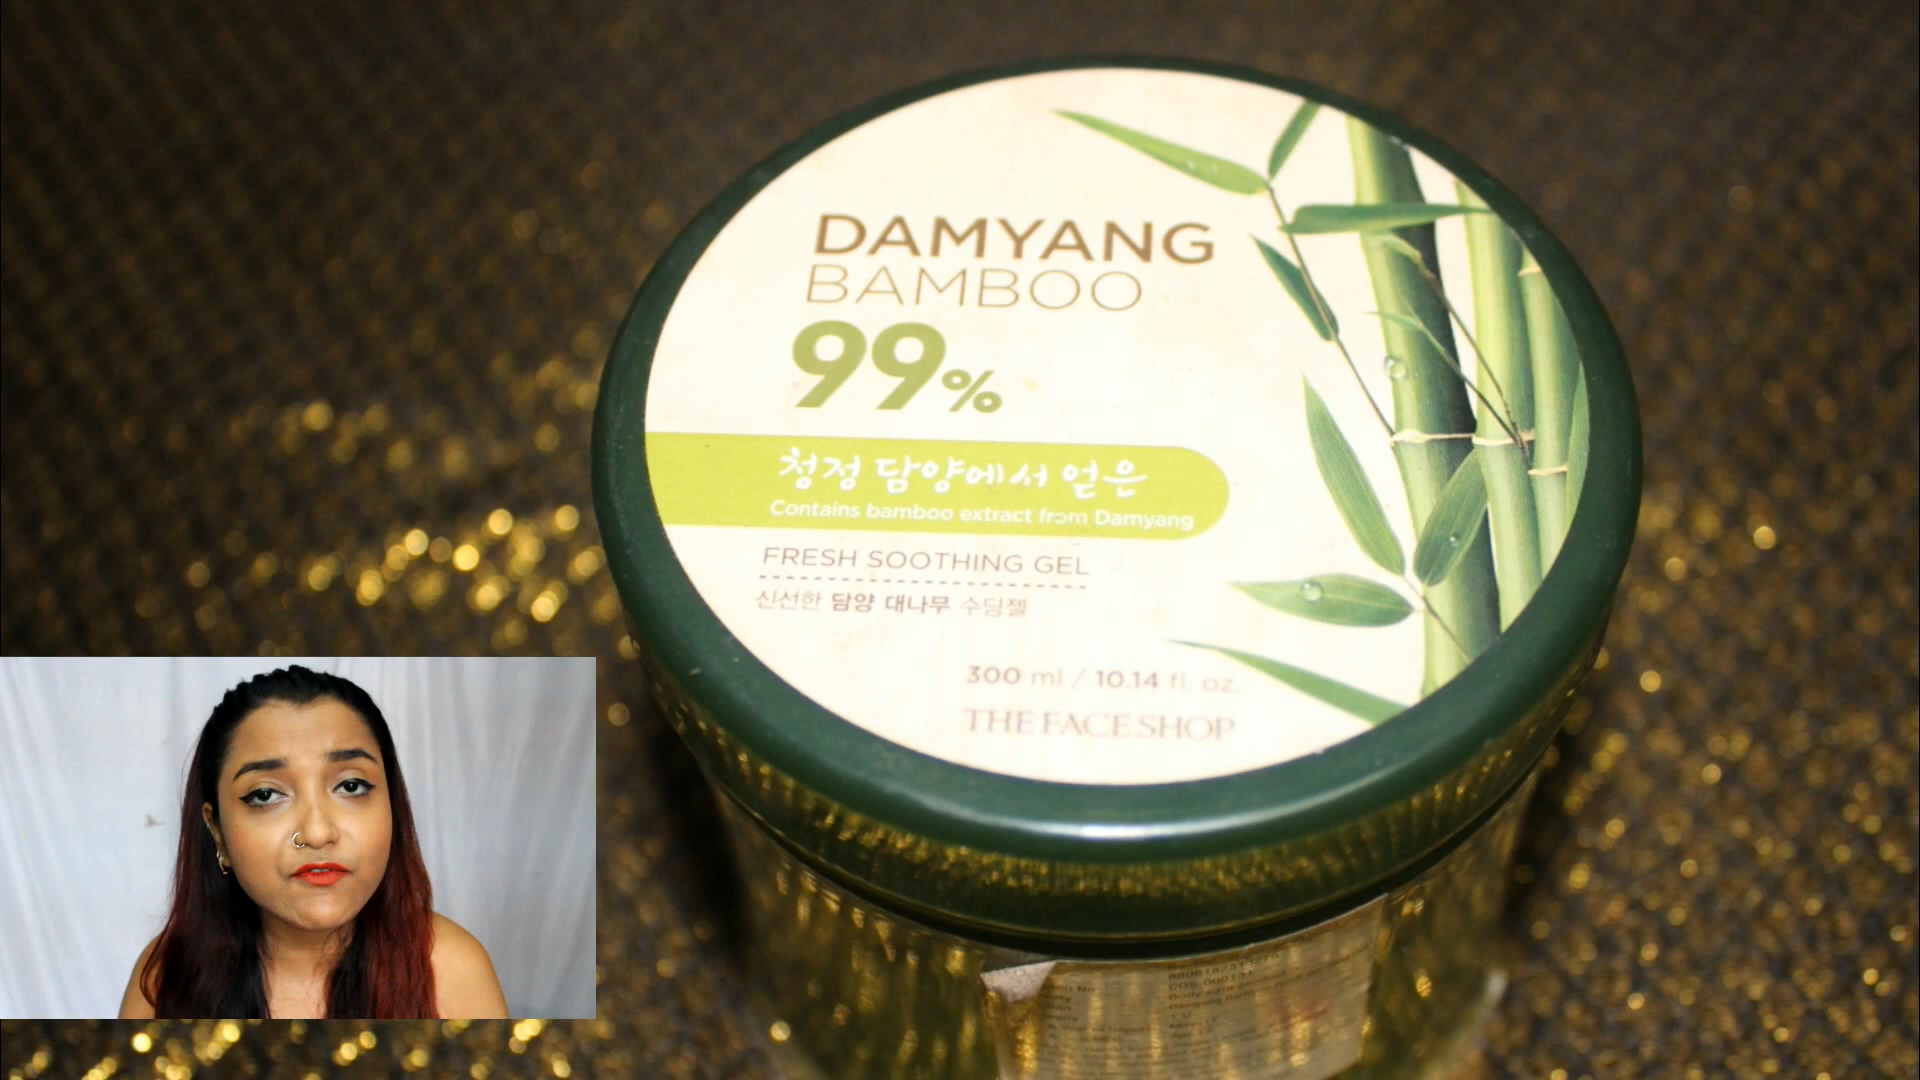 DAMYANG
BAMBOO
99%
청정 담양에서 얻은
Contains bamboo extract from Damyang
FRESH SOOTHING GEL
신선한 담양 대나무 수딩젤
300 ml / 10.14 fl. oz.
THE FACE SHOP